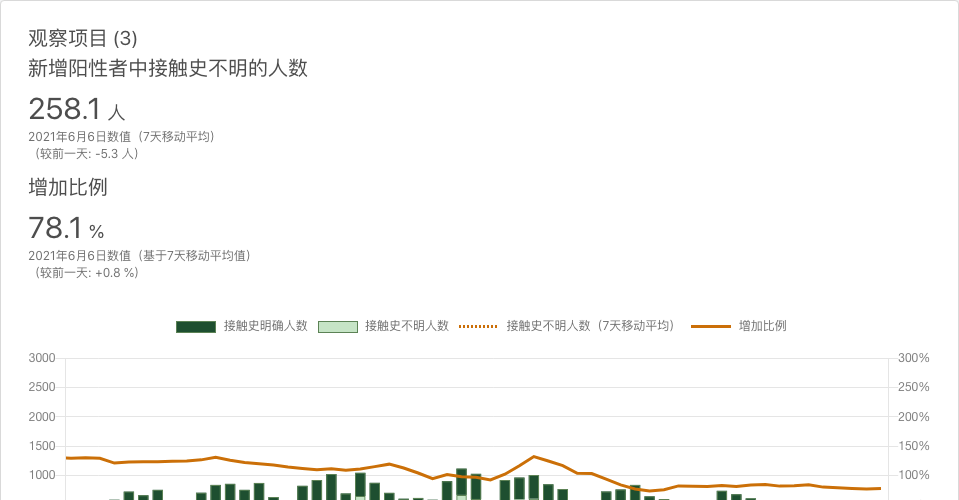 观察项目 (3)
新增阳性者中接触史不明的人数
258.1 人
2021年6月6日数值（7天移动平均）
（较前一天: -5.3 人）
增加比例
78.1 %
2021年6月6日数值（基于7天移动平均值）
（较前一天: +0.8 %）
接触史明确人数 接触史不明人数 接触史不明人数（7天移动平均） 增加比例
3000 300%
2500 250%
2000 200%
1500 150%
1000 100%